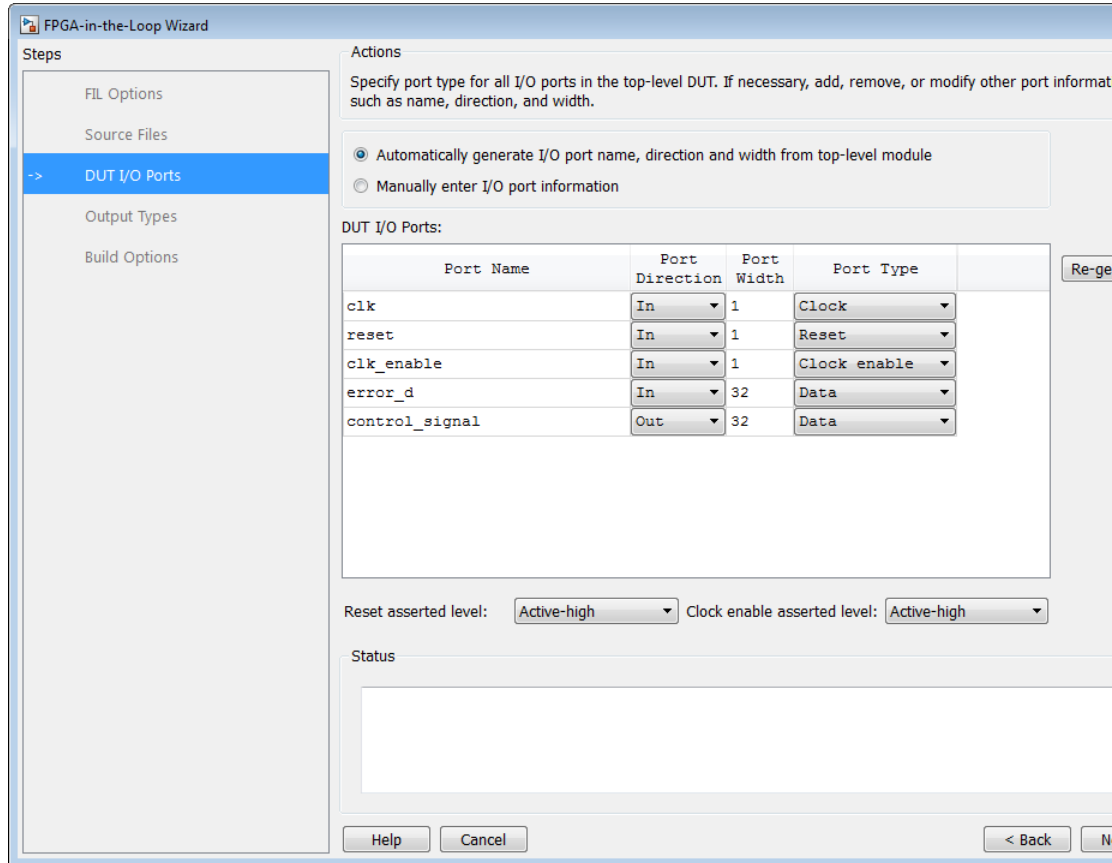 FPGA-in-the-Loop Wizard
Steps
FIL Options
Source Files
-> DUT I/O Ports
Output Types
Build Options
Actions
Specify port type for all I/O ports in the top-level DUT. If necessary, add, remove, or modify other port informat
such as name, direction, and width.
Automatically generate I/O port name, direction and width from top-level module
Manually enter I/O port information
DUT I/O Ports:
Port Name Port Direction Port Width Port Type
clk In 1 Clock
reset In 1 Reset
clk_enable In 1 Clock enable
error_d In 32 Data
control_signal Out 32 Data
Re-ge
Reset asserted level: Active-high Clock enable asserted level: Active-high
Status
Help Cancel < Back N